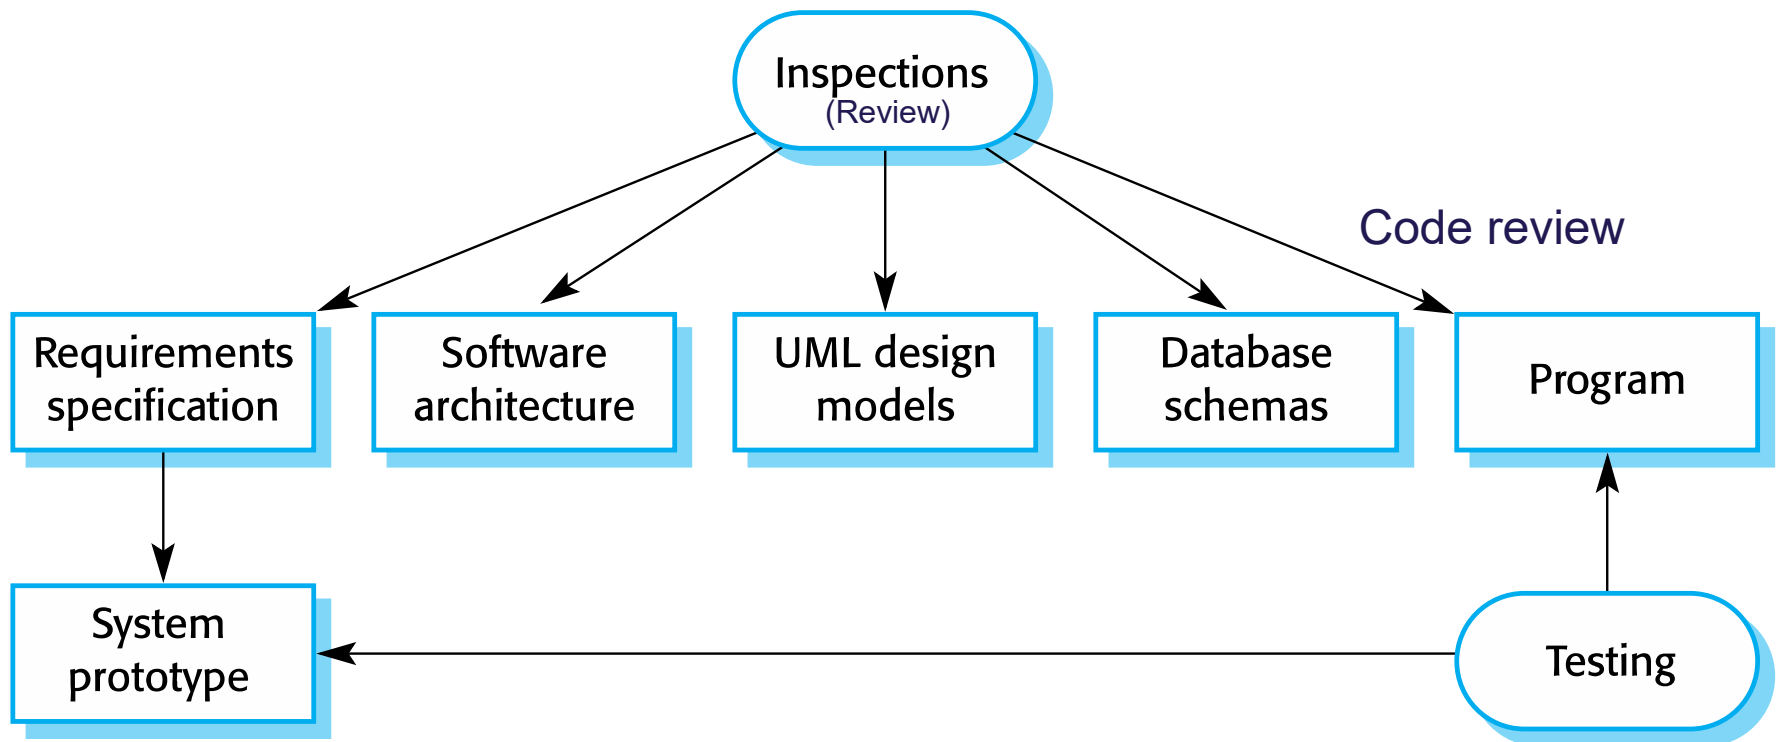 Inspections
(Review)
Code review
Requirements
specification
Software
architecture
UML design
models
Database
schemas
Program
System
prototype
Testing